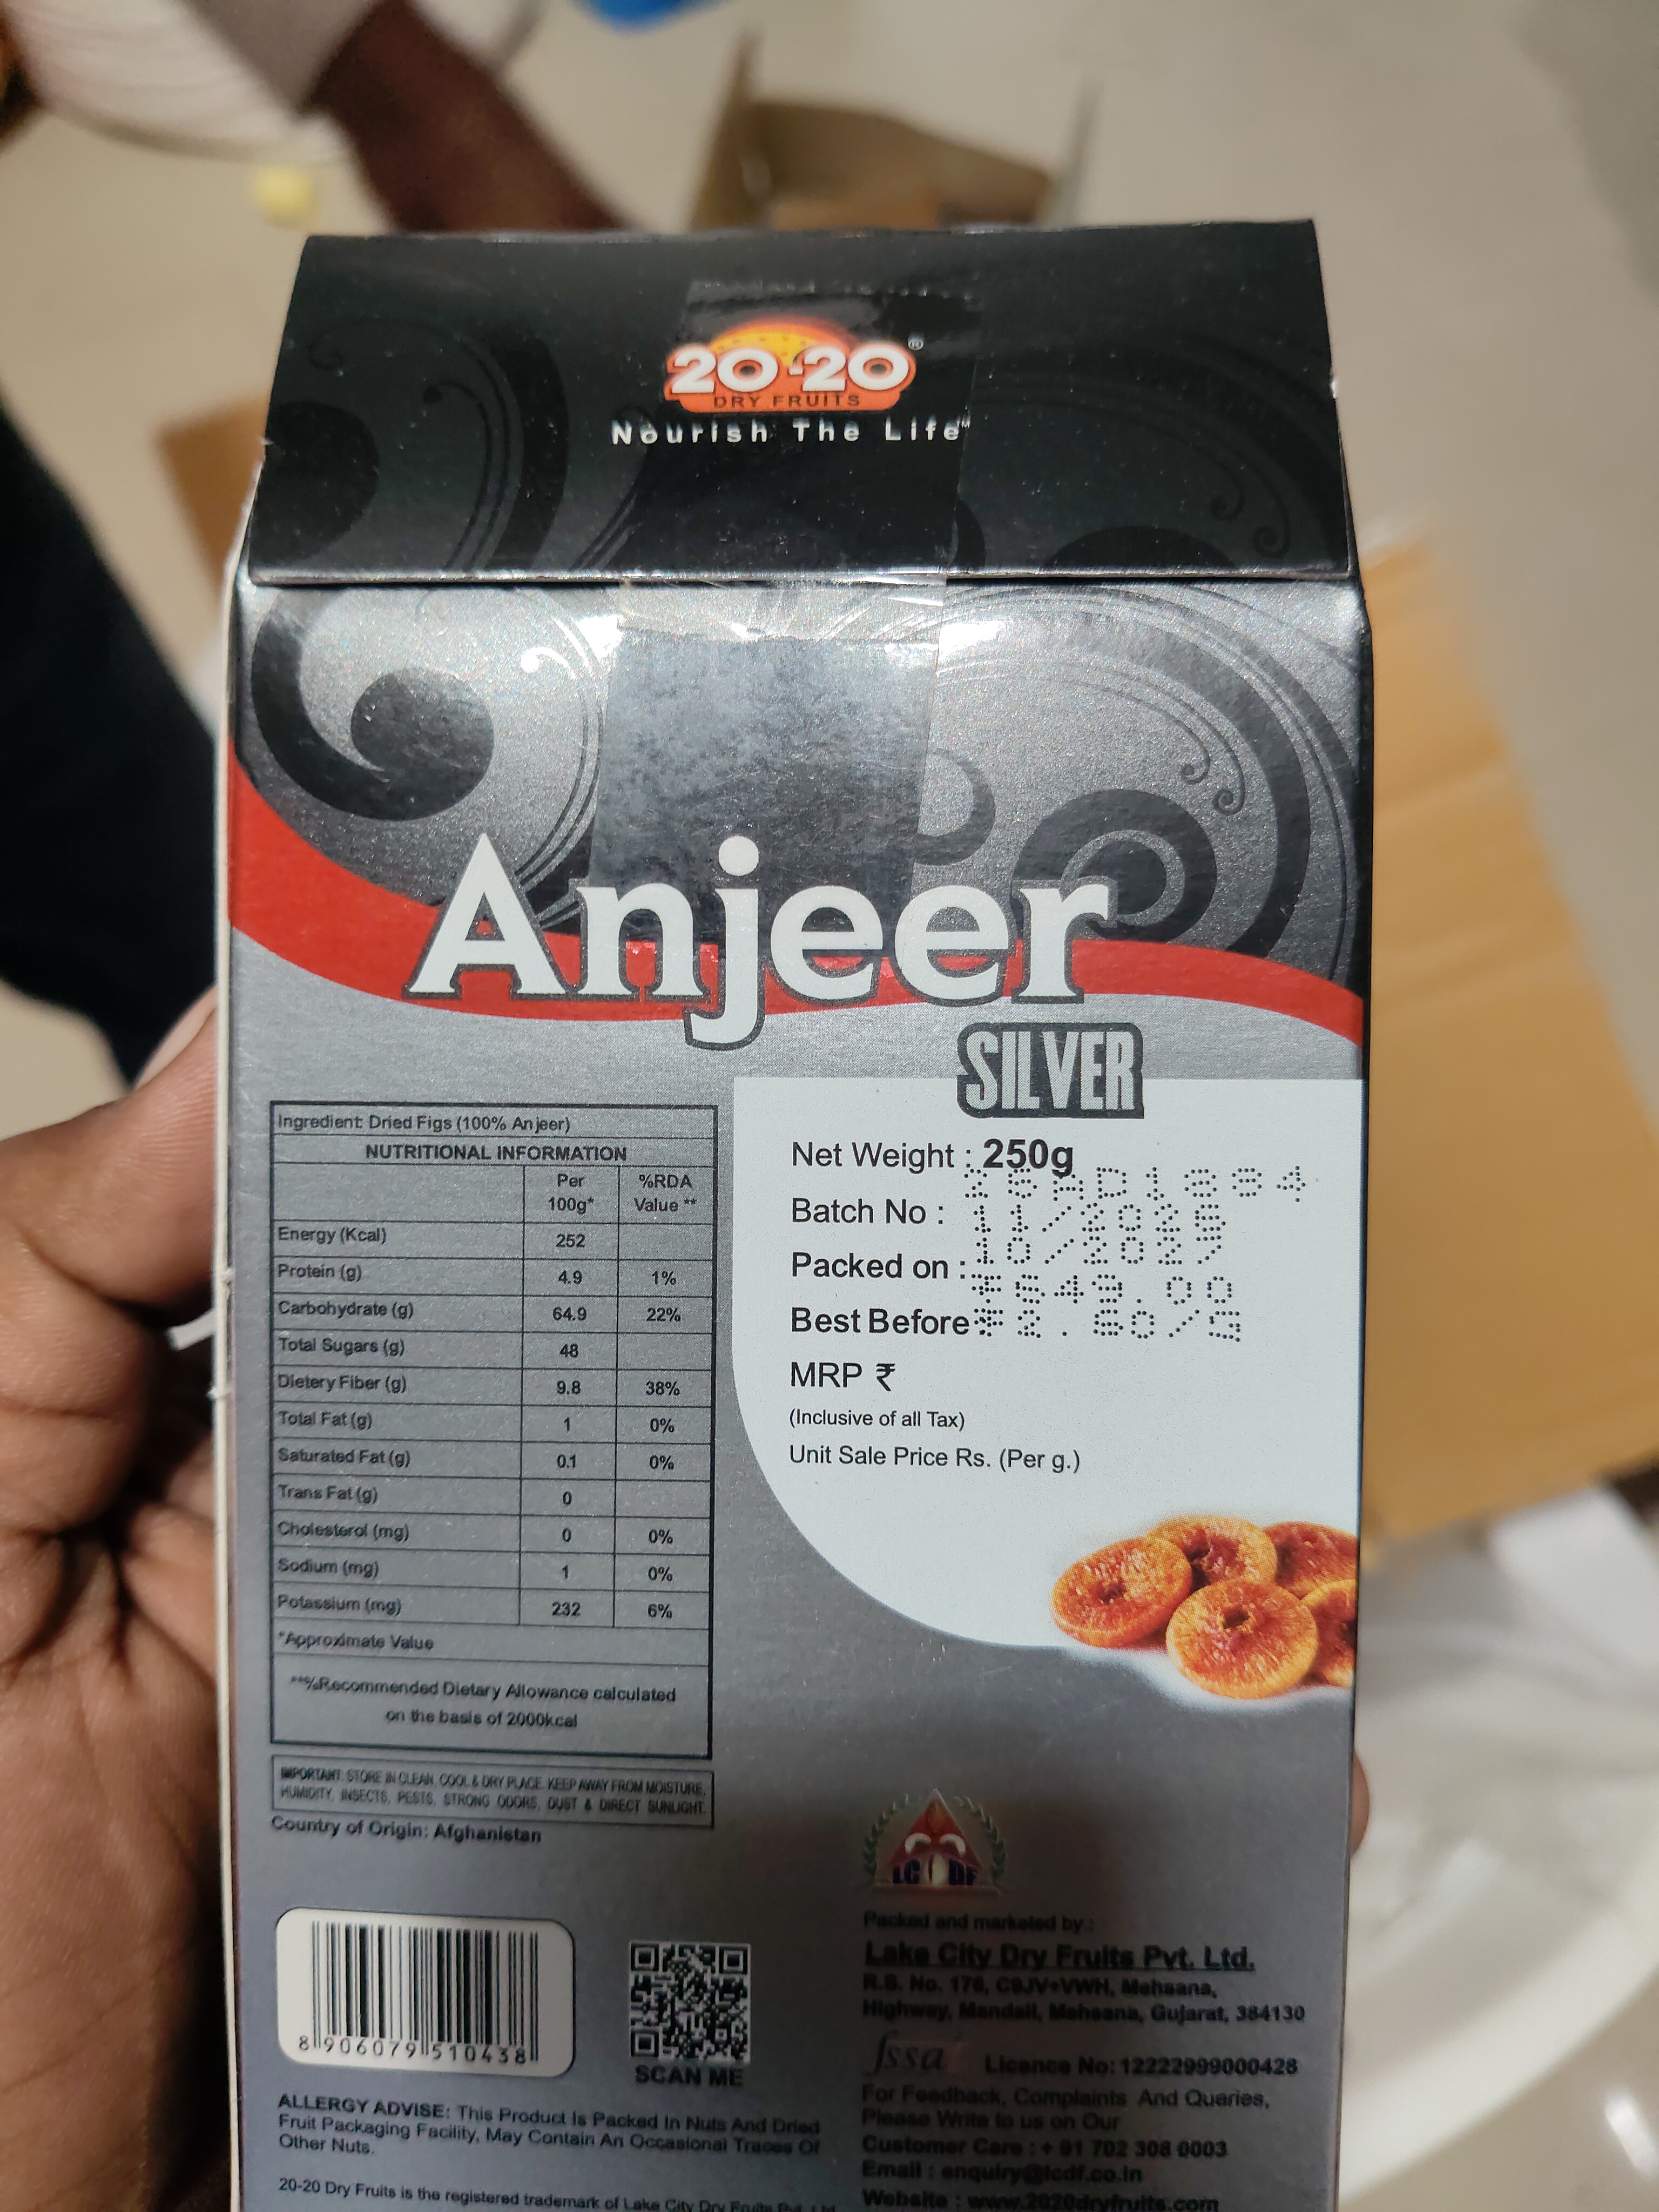 20-20®
DRY FRUITS
Nourish The Life™
Anjeer
SILVER
Ingredient: Dried Figs (100% Anjeer)
NUTRITIONAL INFORMATION
Per 100g* %RDA Value **
Energy (Kcal) 252
Protein (g) 4.9 1%
Carbohydrate (g) 64.9 22%
Total Sugars (g) 48
Dietery Fiber (g) 9.8 38%
Total Fat (g) 1 0%
Saturated Fat (g) 0.1 0%
Trans Fat (g) 0
Cholesterol (mg) 0 0%
Sodium (mg) 1 0%
Potassium (mg) 232 6%
*Approximate Value
**%Recommended Dietary Allowance calculated
on the basis of 2000kcal
IMPORTANT: STORE IN CLEAN, COOL & DRY PLACE. KEEP AWAY FROM MOISTURE,
HUMIDITY, INSECTS, PESTS, STRONG ODORS, DUST & DIRECT SUNLIGHT.
Country of Origin: Afghanistan
Net Weight : 250g
Batch No :
11/2025
Packed on :
10/2027
₹549.00
Best Before
₹2.60/g
MRP ₹
(Inclusive of all Tax)
Unit Sale Price Rs. (Per g.)
8 906079 510438
SCAN ME
ALLERGY ADVISE: This Product Is Packed In Nuts And Dried
Fruit Packaging Facility, May Contain An Occasional Traces Of
Other Nuts.
20-20 Dry Fruits is the registered trademark of Lake City Dry Fruits Pvt. Ltd
LCDF
Packed and marketed by :
Lake City Dry Fruits Pvt. Ltd.
R.S. No. 176, C9JV+VWH, Mehsana,
Highway, Mandali, Mehsana, Gujarat, 384130
fssai Licence No: 12222999000428
For Feedback, Complaints And Queries,
Please Write to us on Our
Customer Care : + 91 702 308 0003
Email : enquiry@lcdf.co.in
Website : www.2020dryfruits.com